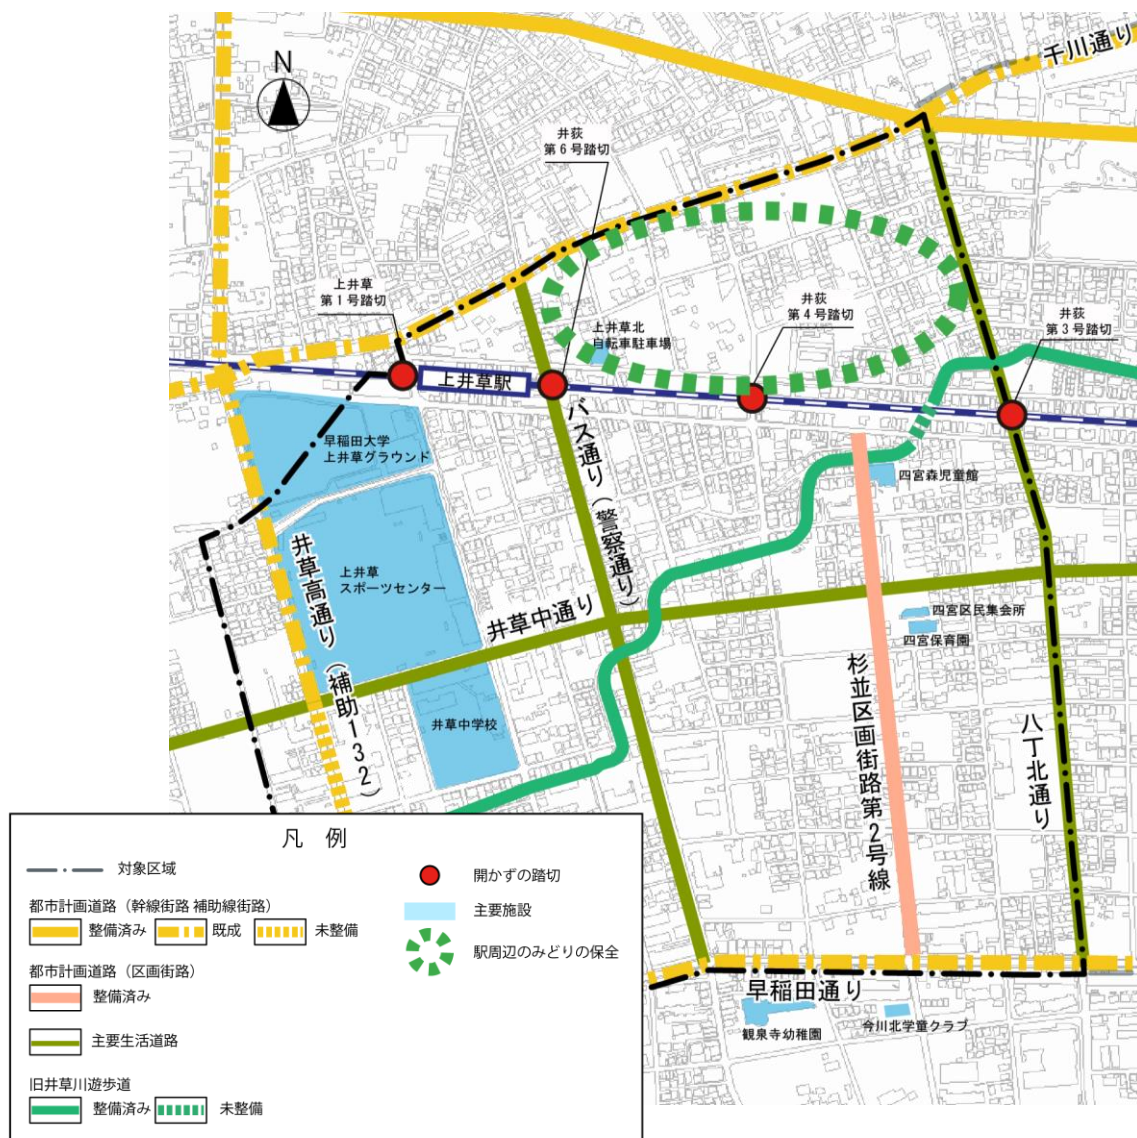 千川通り
N
井荻
第6号踏切
上井草
第1号踏切
井荻
第4号踏切
井荻
第3号踏切
上井草北
自転車駐車場
上井草駅
早稲田大学
上井草グラウンド
バス通り(警察通り)
四宮森児童館
井草高通り(補助132)
上井草
スポーツセンター
井草中通り
四宮区民集会所
四宮保育園
杉並区画街路第2号線
八丁北通り
井草中学校
早稲田通り
観泉寺幼稚園
今川北学童クラブ
凡 例
対象区域
都市計画道路(幹線街路 補助線街路)
整備済み 既成 未整備
都市計画道路(区画街路)
整備済み
主要生活道路
旧井草川遊歩道
整備済み 未整備
開かずの踏切
主要施設
駅周辺のみどりの保全